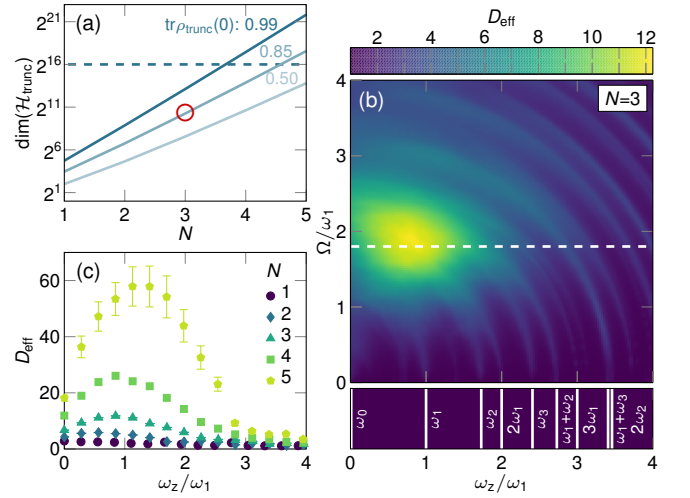 (a)
trρtrunc(0): 0.99
0.85
0.50
dim(ℋtrunc)
2^21
2^16
2^11
2^6
2^1
1 2 3 4 5
N
Deff
2 4 6 8 10 12
(b)
N=3
Ω/ω1
4
3
2
1
0
ω0
ω1
ω2
2ω1
ω3
ω1+ω2
3ω1
ω1+ω3
2ω2
0 1 2 3 4
ωz/ω1
(c)
N
1
2
3
4
5
Deff
60
40
20
0
0 1 2 3 4
ωz/ω1